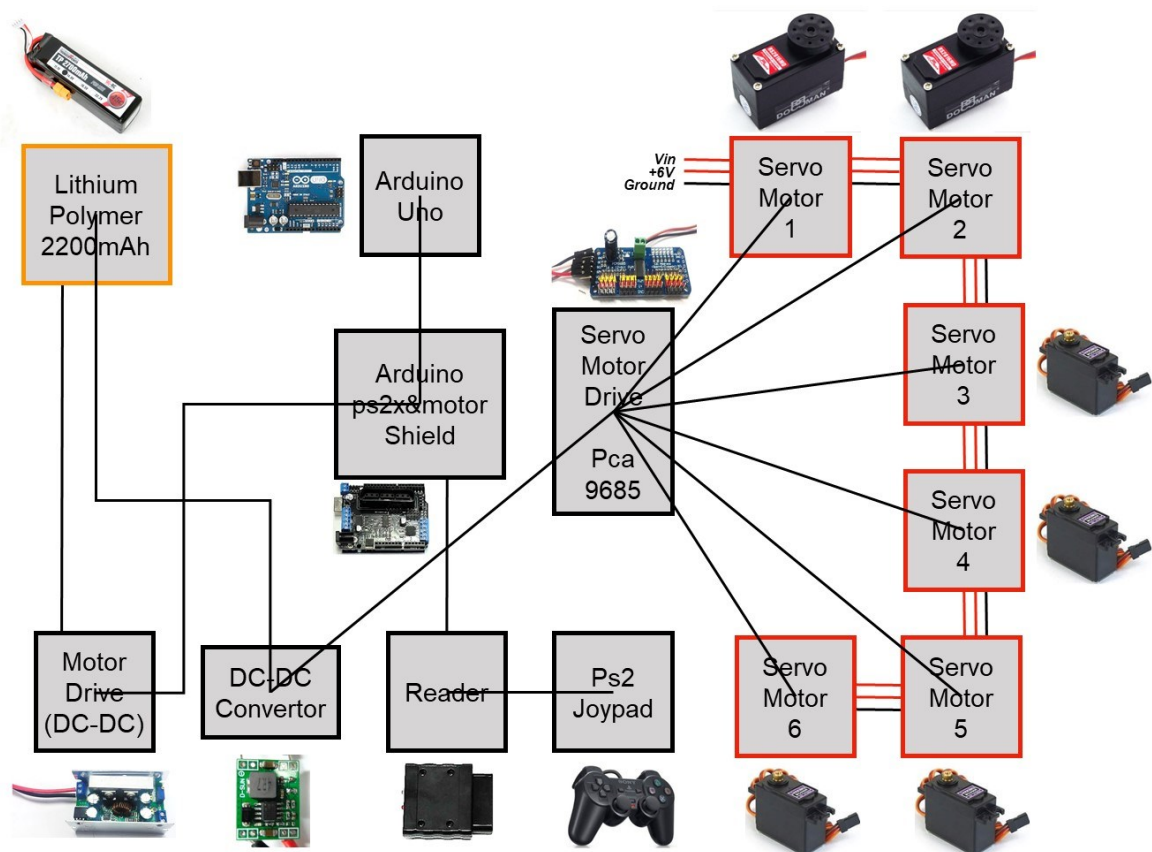 Lithium
Polymer
2200mAh
Arduino
Uno
Vin
+6V
Ground
Servo
Motor
1
Servo
Motor
2
Servo
Motor
Drive
Pca
9685
Arduino
ps2x&motor
Shield
Servo
Motor
3
Servo
Motor
4
Motor
Drive
(DC-DC)
DC-DC
Convertor
Reader
Ps2
Joypad
Servo
Motor
6
Servo
Motor
5